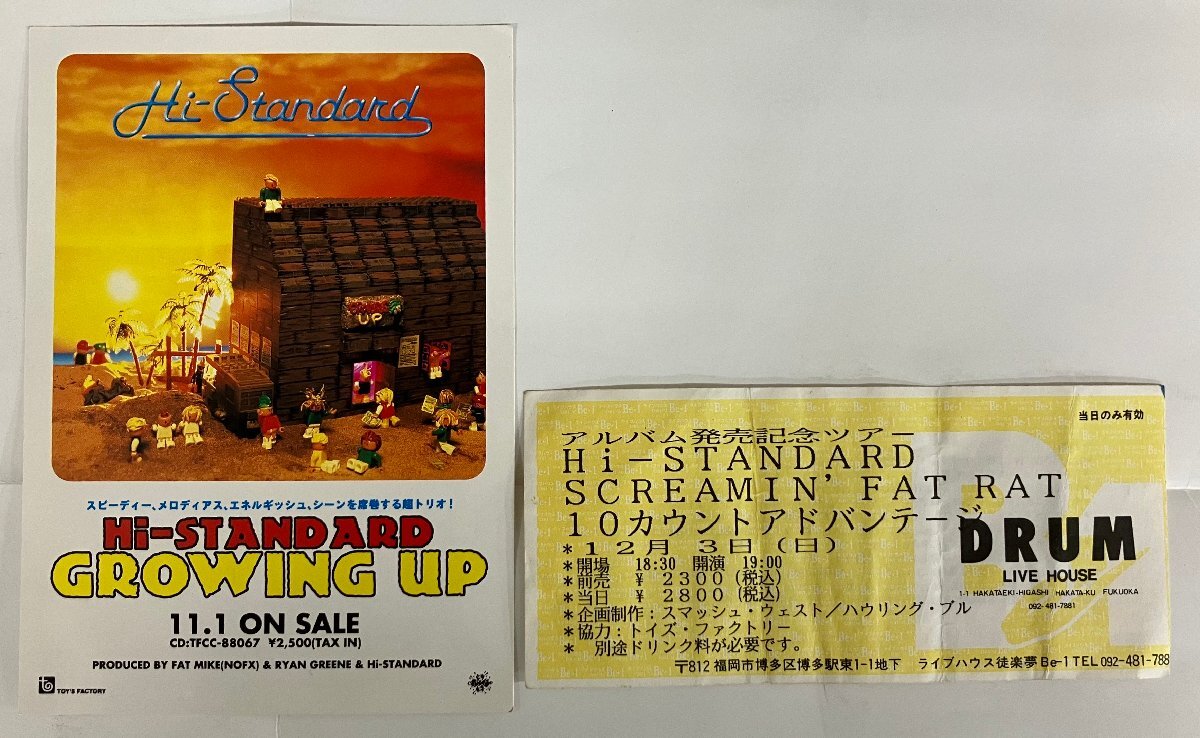 Hi-Standard
GROWING UP
スピーディー、メロディアス、エネルギッシュ、シーンを席巻する超トリオ!
Hi-STANDARD
GROWING UP
11.1 ON SALE
CD:TFCC-88067 ¥2,500(TAX IN)
PRODUCED BY FAT MIKE(NOFX) & RYAN GREENE & Hi-STANDARD
TOY'S FACTORY
当日のみ有効
アルバム発売記念ツアー
Hi-STANDARD
SCREAMIN' FAT RAT
10カウントアドバンテージ
*12月 3日(日)
*開場 18:30 開演 19:00
*前売 ¥2300(税込)
*当日 ¥2800(税込)
*企画制作:スマッシュ・ウェスト/ハウリング・ブル
*協力:トイズ・ファクトリー
* 別途ドリンク料が必要です。
DRUM
LIVE HOUSE
1-1 HAKATAEKI-HIGASHI HAKATA-KU FUKUOKA
092-481-7881
〒812 福岡市博多区博多駅東1-1地下 ライブハウス徒楽夢Be-1 TEL 092-481-788